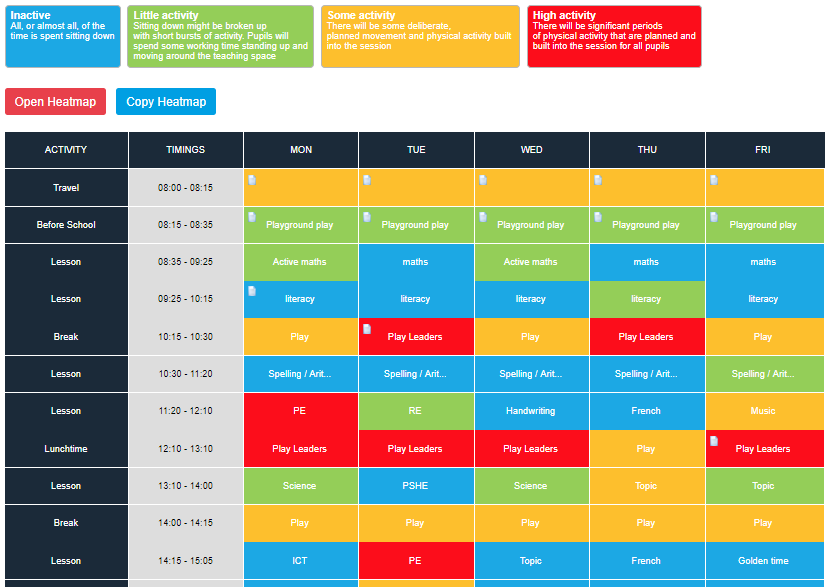 Inactive
All, or almost all, of the
time is spent sitting down
Little activity
Sitting down might be broken up
with short bursts of activity. Pupils will
spend some working time standing up and
moving around the teaching space
Some activity
There will be some deliberate,
planned movement and physical activity built
into the session
High activity
There will be significant periods
of physical activity that are planned and
built into the session for all pupils
Open Heatmap Copy Heatmap
ACTIVITY TIMINGS MON TUE WED THU FRI
Travel 08:00 - 08:15
Before School 08:15 - 08:35 Playground play Playground play Playground play Playground play Playground play
Lesson 08:35 - 09:25 Active maths maths Active maths maths maths
Lesson 09:25 - 10:15 literacy literacy literacy literacy literacy
Break 10:15 - 10:30 Play Play Leaders Play Play Leaders Play
Lesson 10:30 - 11:20 Spelling / Arit... Spelling / Arit... Spelling / Arit... Spelling / Arit... Spelling / Arit...
Lesson 11:20 - 12:10 PE RE Handwriting French Music
Lunchtime 12:10 - 13:10 Play Leaders Play Leaders Play Leaders Play Play Leaders
Lesson 13:10 - 14:00 Science PSHE Science Topic Topic
Break 14:00 - 14:15 Play Play Play Play Play
Lesson 14:15 - 15:05 ICT PE Topic French Golden time